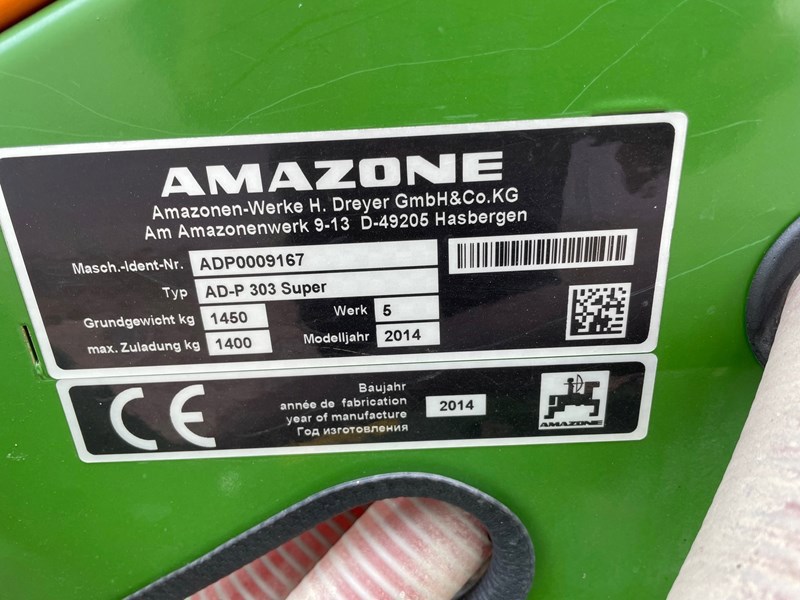 AMAZONE
Amazonen-Werke H. Dreyer GmbH&Co.KG
Am Amazonenwerk 9-13 D-49205 Hasbergen
Masch.-Ident-Nr. ADP0009167
Typ AD-P 303 Super
Grundgewicht kg 1450 Werk 5
max. Zuladung kg 1400 Modelljahr 2014
CE
Baujahr
année de fabrication
year of manufacture
Год изготовления
2014
AMAZONE